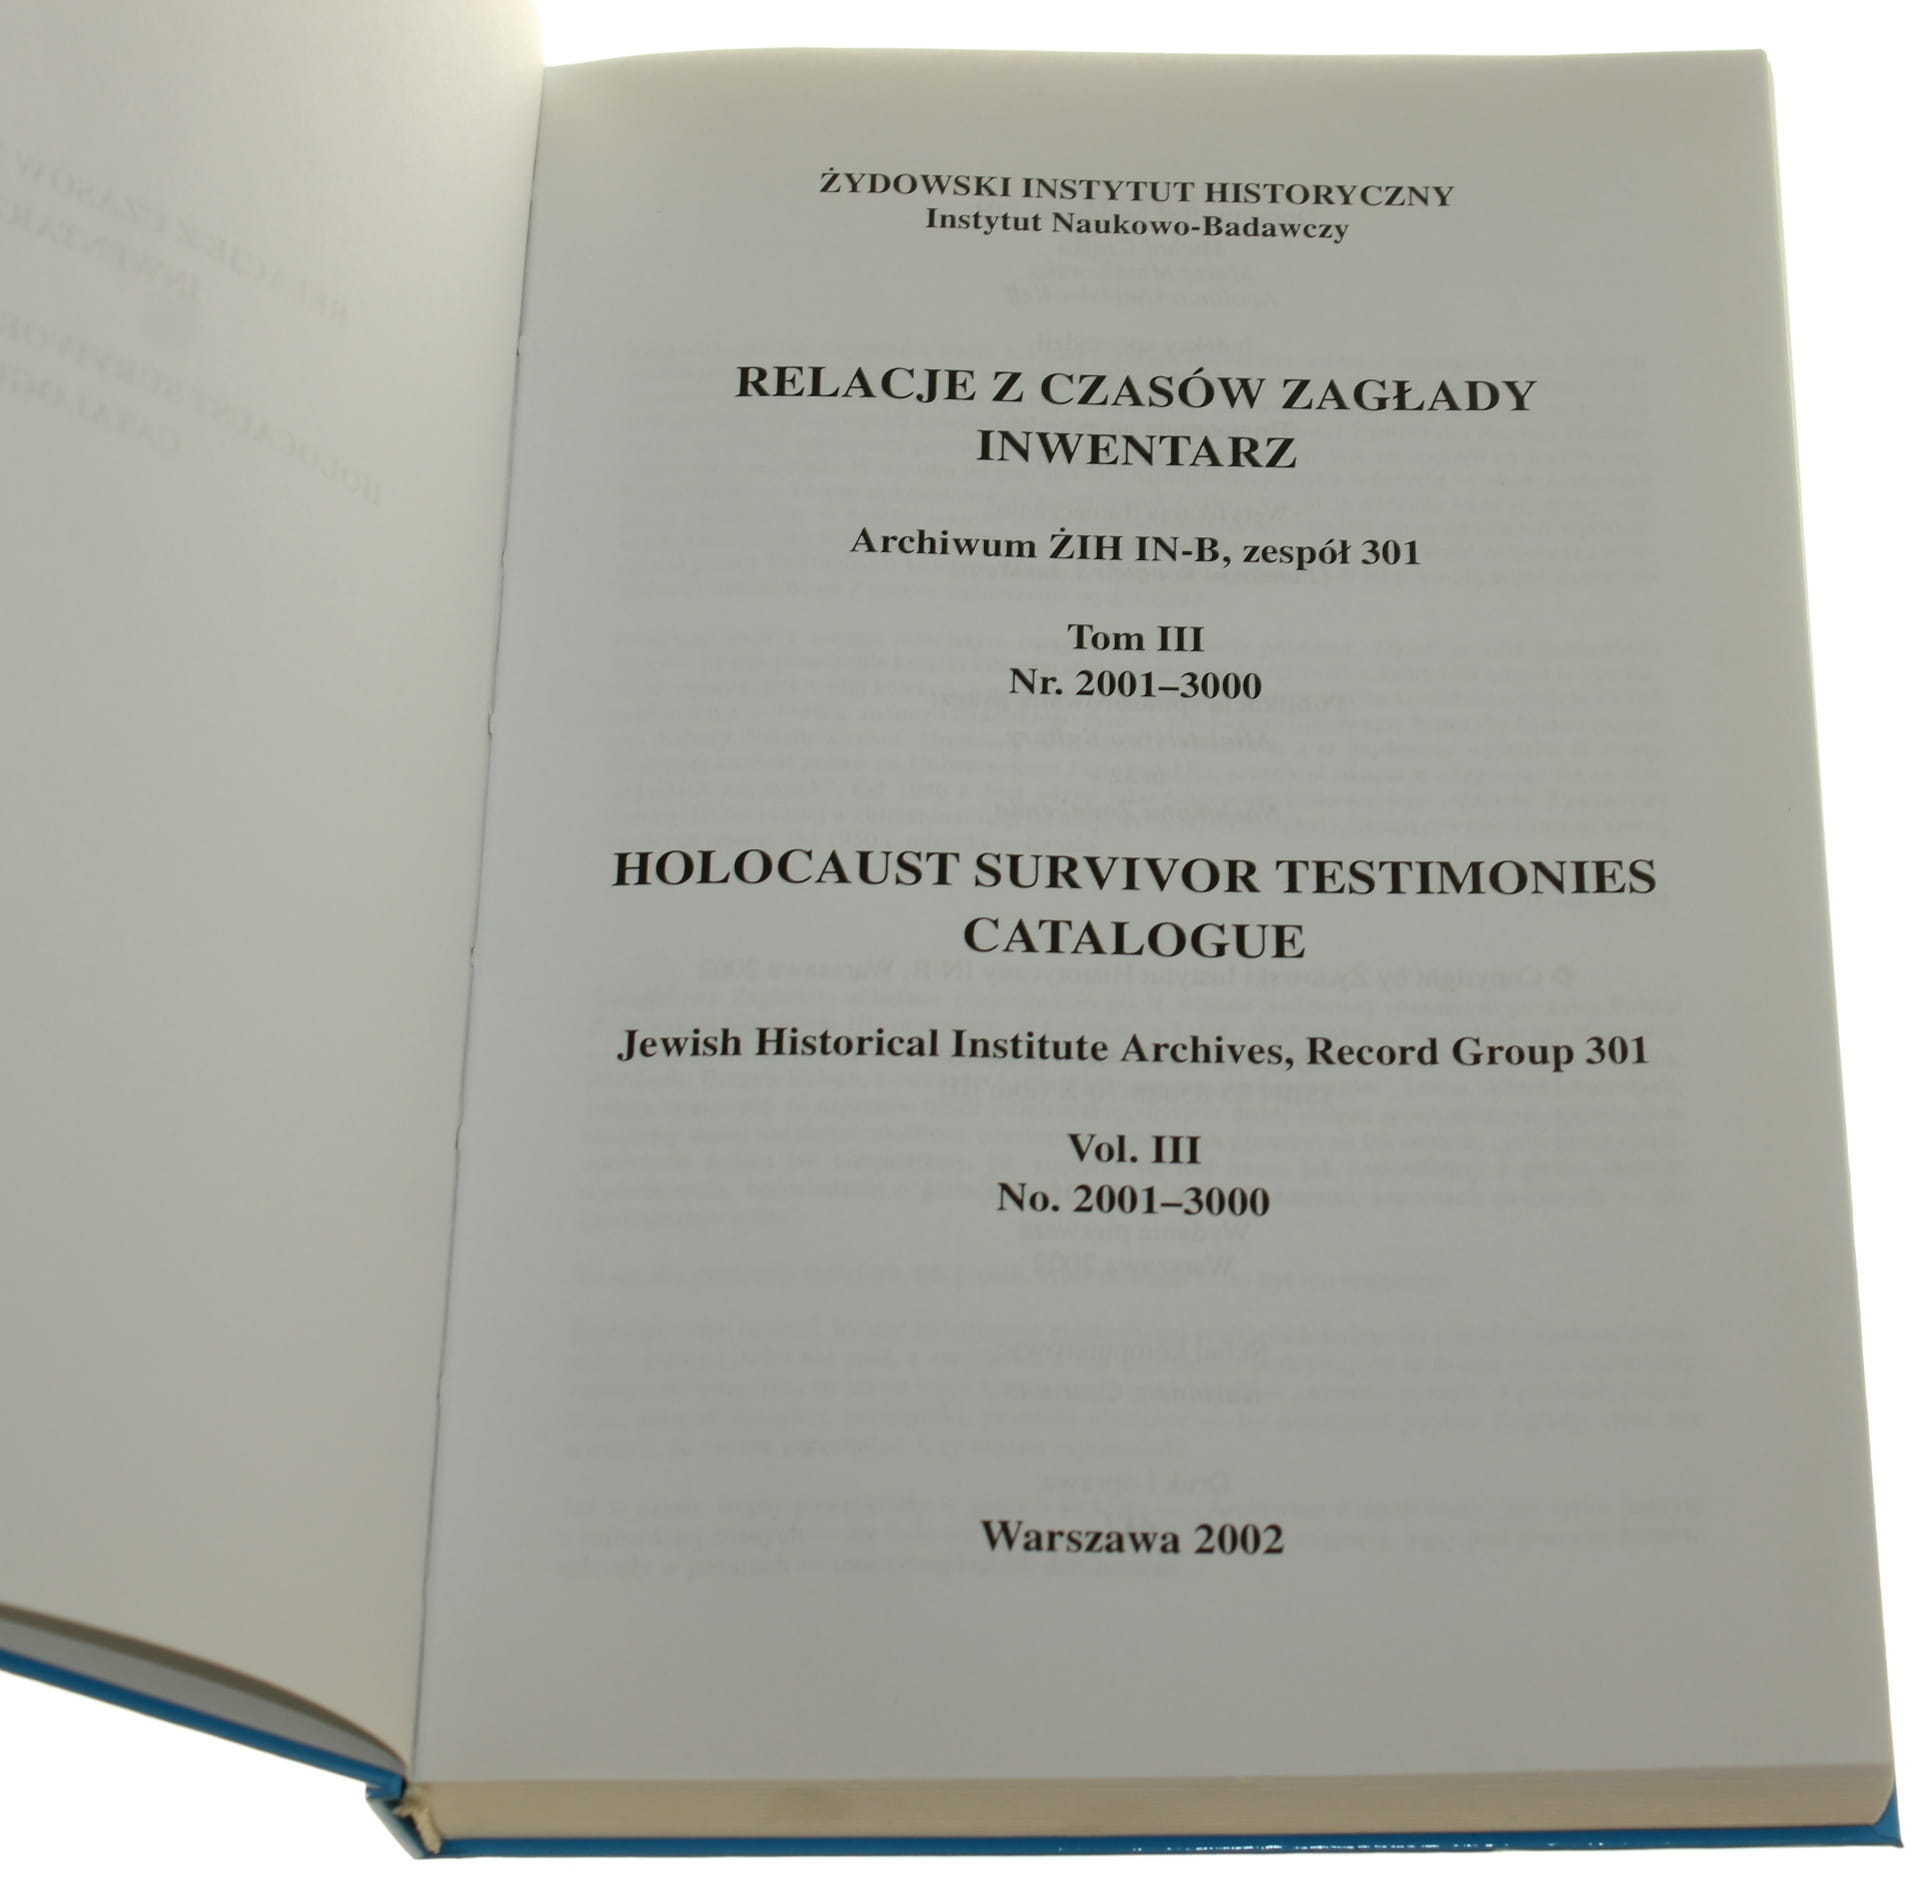 ŻYDOWSKI INSTYTUT HISTORYCZNY
Instytut Naukowo-Badawczy
RELACJE Z CZASÓW ZAGŁADY
INWENTARZ
Archiwum ŻIH IN-B, zespół 301
Tom III
Nr. 2001–3000
HOLOCAUST SURVIVOR TESTIMONIES
CATALOGUE
Jewish Historical Institute Archives, Record Group 301
Vol. III
No. 2001–3000
Warszawa 2002